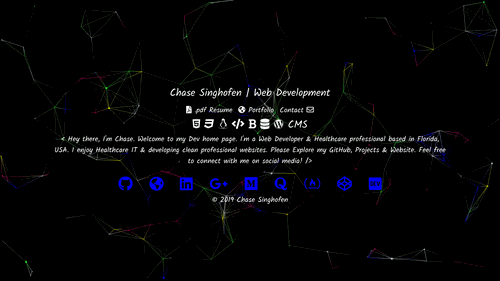 Chase Singhofen | Web Development
.pdf Resume Portfolio Contact
CMS
< Hey there, I'm Chase. Welcome to my Dev home page. I'm a Web Developer & Healthcare professional based in Florida,
USA. I enjoy Healthcare IT & developing clean professional websites. Please Explore my GitHub, Projects & Website. Feel free
to connect with me on social media! />
© 2019 Chase Singhofen